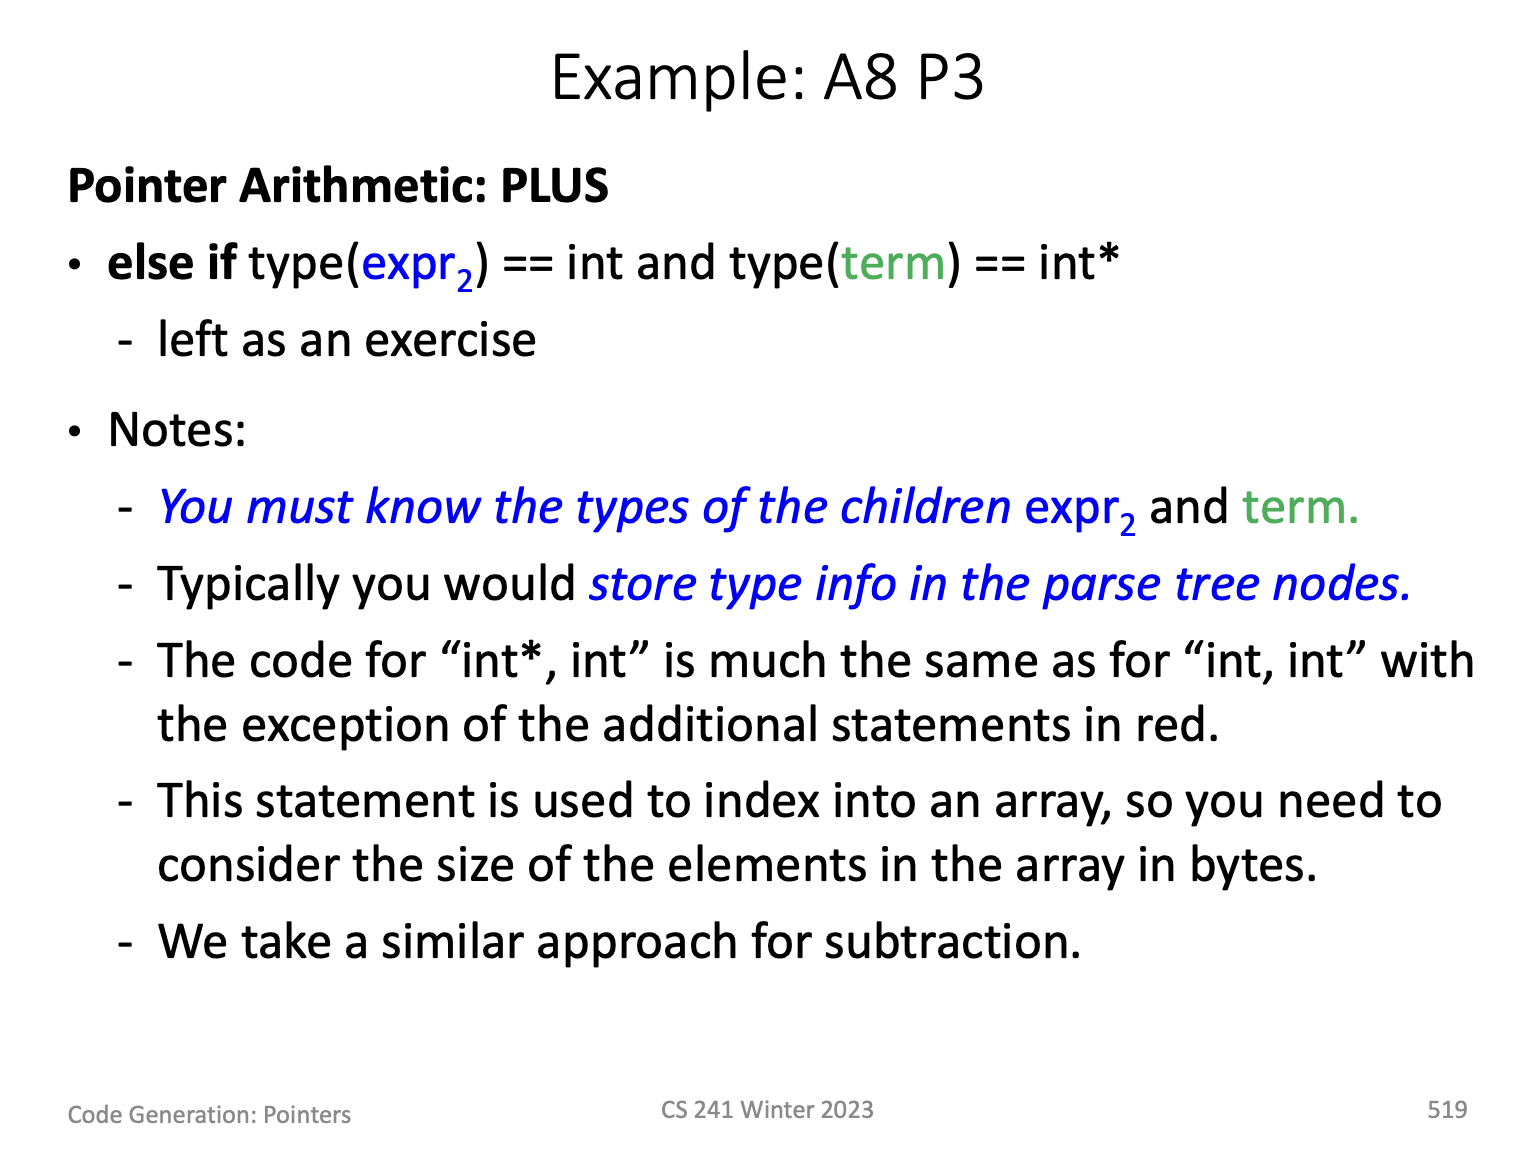 Example: A8 P3
Pointer Arithmetic: PLUS
• else if type(expr₂) == int and type(term) == int*
- left as an exercise
• Notes:
- You must know the types of the children expr₂ and term.
- Typically you would store type info in the parse tree nodes.
- The code for “int*, int” is much the same as for “int, int” with
the exception of the additional statements in red.
- This statement is used to index into an array, so you need to
consider the size of the elements in the array in bytes.
- We take a similar approach for subtraction.
Code Generation: Pointers
CS 241 Winter 2023
519